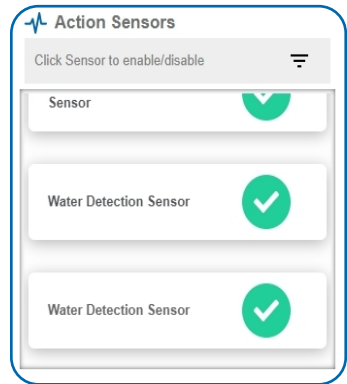 Action Sensors
Click Sensor to enable/disable
Sensor
Water Detection Sensor
Water Detection Sensor